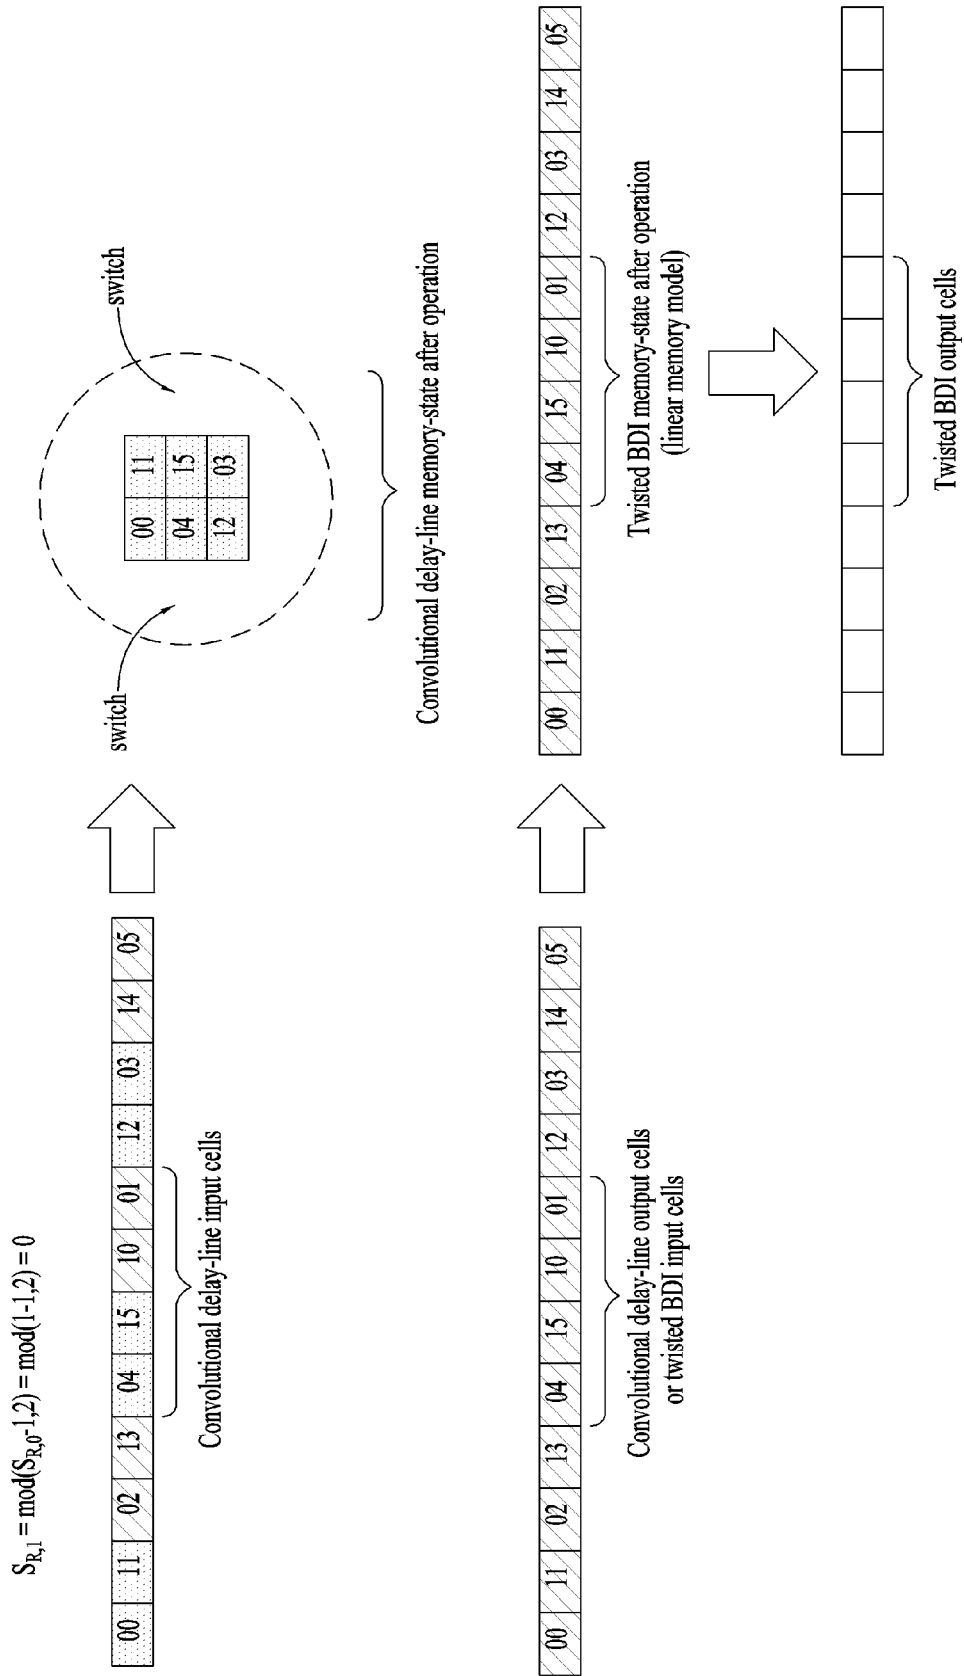 S_{R,1} = mod(S_{R,0}-1,2) = mod(1-1,2) = 0
00 11 02 13 04 15 10 01 12 03 14 05
Convolutional delay-line input cells
switch
switch
00 11
04 15
12 03
Convolutional delay-line memory-state after operation
00 11 02 13 04 15 10 01 12 03 14 05
Convolutional delay-line output cells
or twisted BDI input cells
00 11 02 13 04 15 10 01 12 03 14 05
Twisted BDI memory-state after operation
(linear memory model)
Twisted BDI output cells